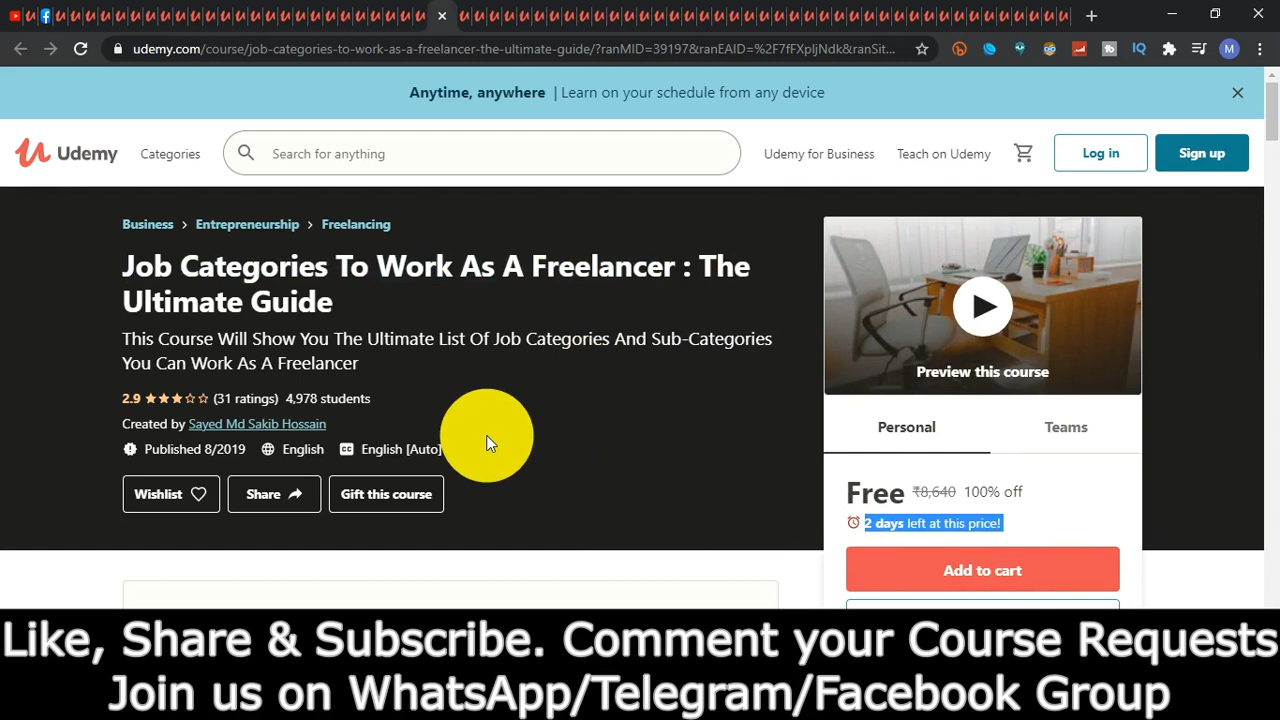 udemy.com/course/job-categories-to-work-as-a-freelancer-the-ultimate-guide/?ranMID=39197&ranEAID=%2F7fFXpIjNdk&ranSit...
M
Anytime, anywhere | Learn on your schedule from any device
Udemy
Categories
Search for anything
Udemy for Business
Teach on Udemy
Log in
Sign up
Business > Entrepreneurship > Freelancing
Job Categories To Work As A Freelancer : The
Ultimate Guide
This Course Will Show You The Ultimate List Of Job Categories And Sub-Categories
You Can Work As A Freelancer
2.9 (31 ratings) 4,978 students
Created by Sayed Md Sakib Hossain
Published 8/2019 English CC English [Auto]
Wishlist
Share
Gift this course
Preview this course
Personal
Teams
Free ₹8,640 100% off
2 days left at this price!
Add to cart
Like, Share & Subscribe. Comment your Course Requests
Join us on WhatsApp/Telegram/Facebook Group